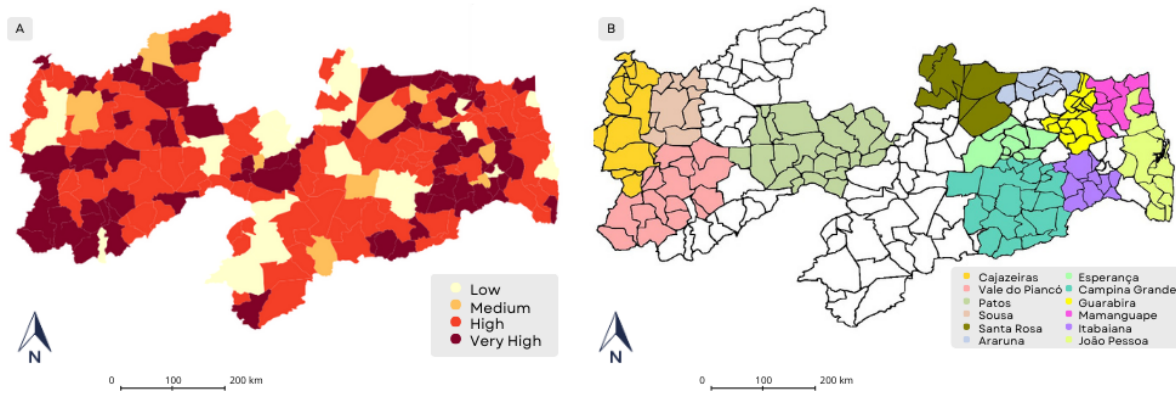 A
Low
Medium
High
Very High
N
0 100 200 km
B
Cajazeiras
Vale do Piancó
Patos
Sousa
Santa Rosa
Araruna
Esperança
Campina Grande
Guarabira
Mamanguape
Itabaiana
João Pessoa
N
0 100 200 km